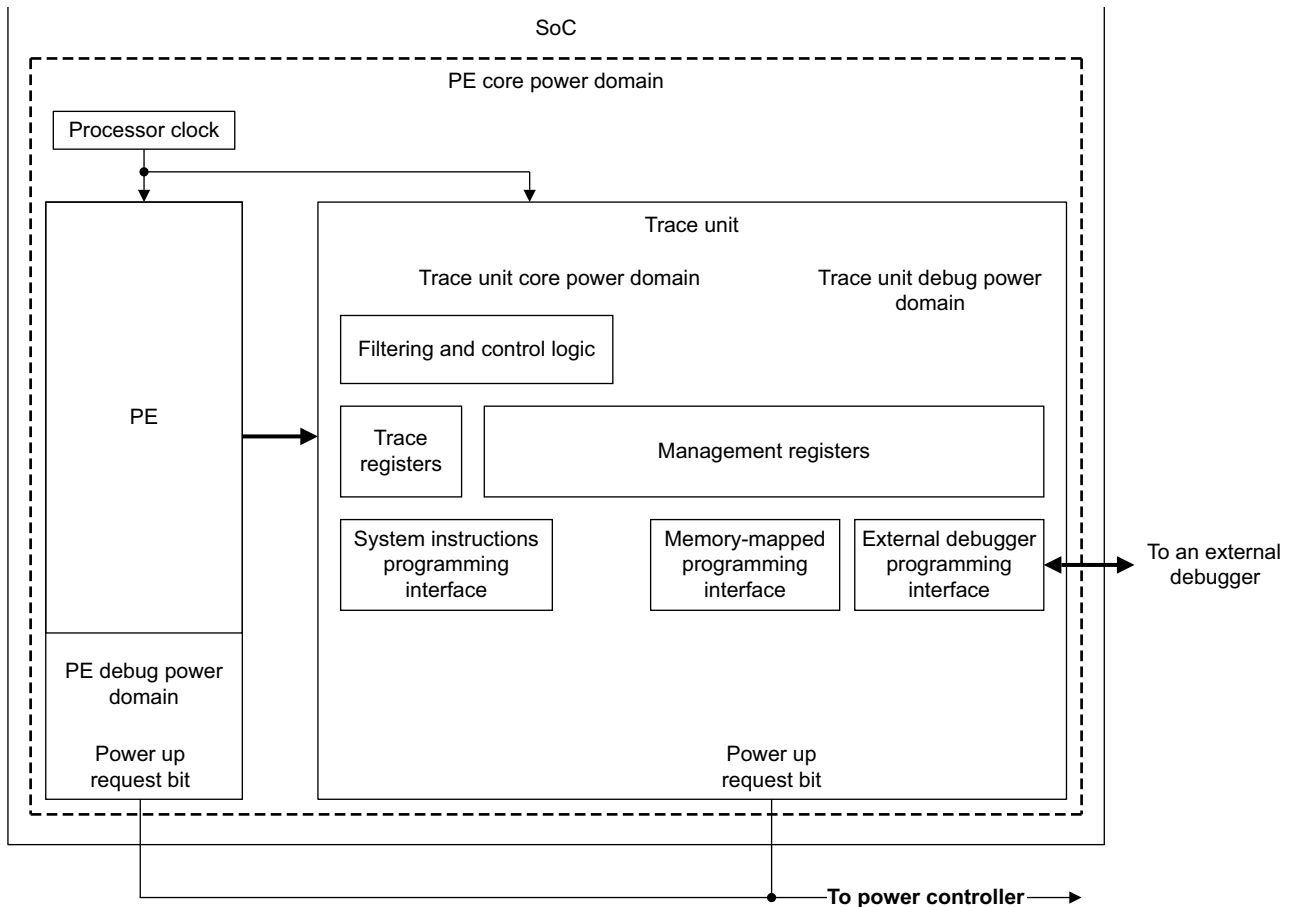 SoC
PE core power domain
Processor clock
Trace unit
Trace unit core power domain
Trace unit debug power
domain
Filtering and control logic
PE
Trace
registers
Management registers
System instructions
programming
interface
Memory-mapped
programming
interface
External debugger
programming
interface
To an external
debugger
PE debug power
domain
Power up
request bit
Power up
request bit
To power controller